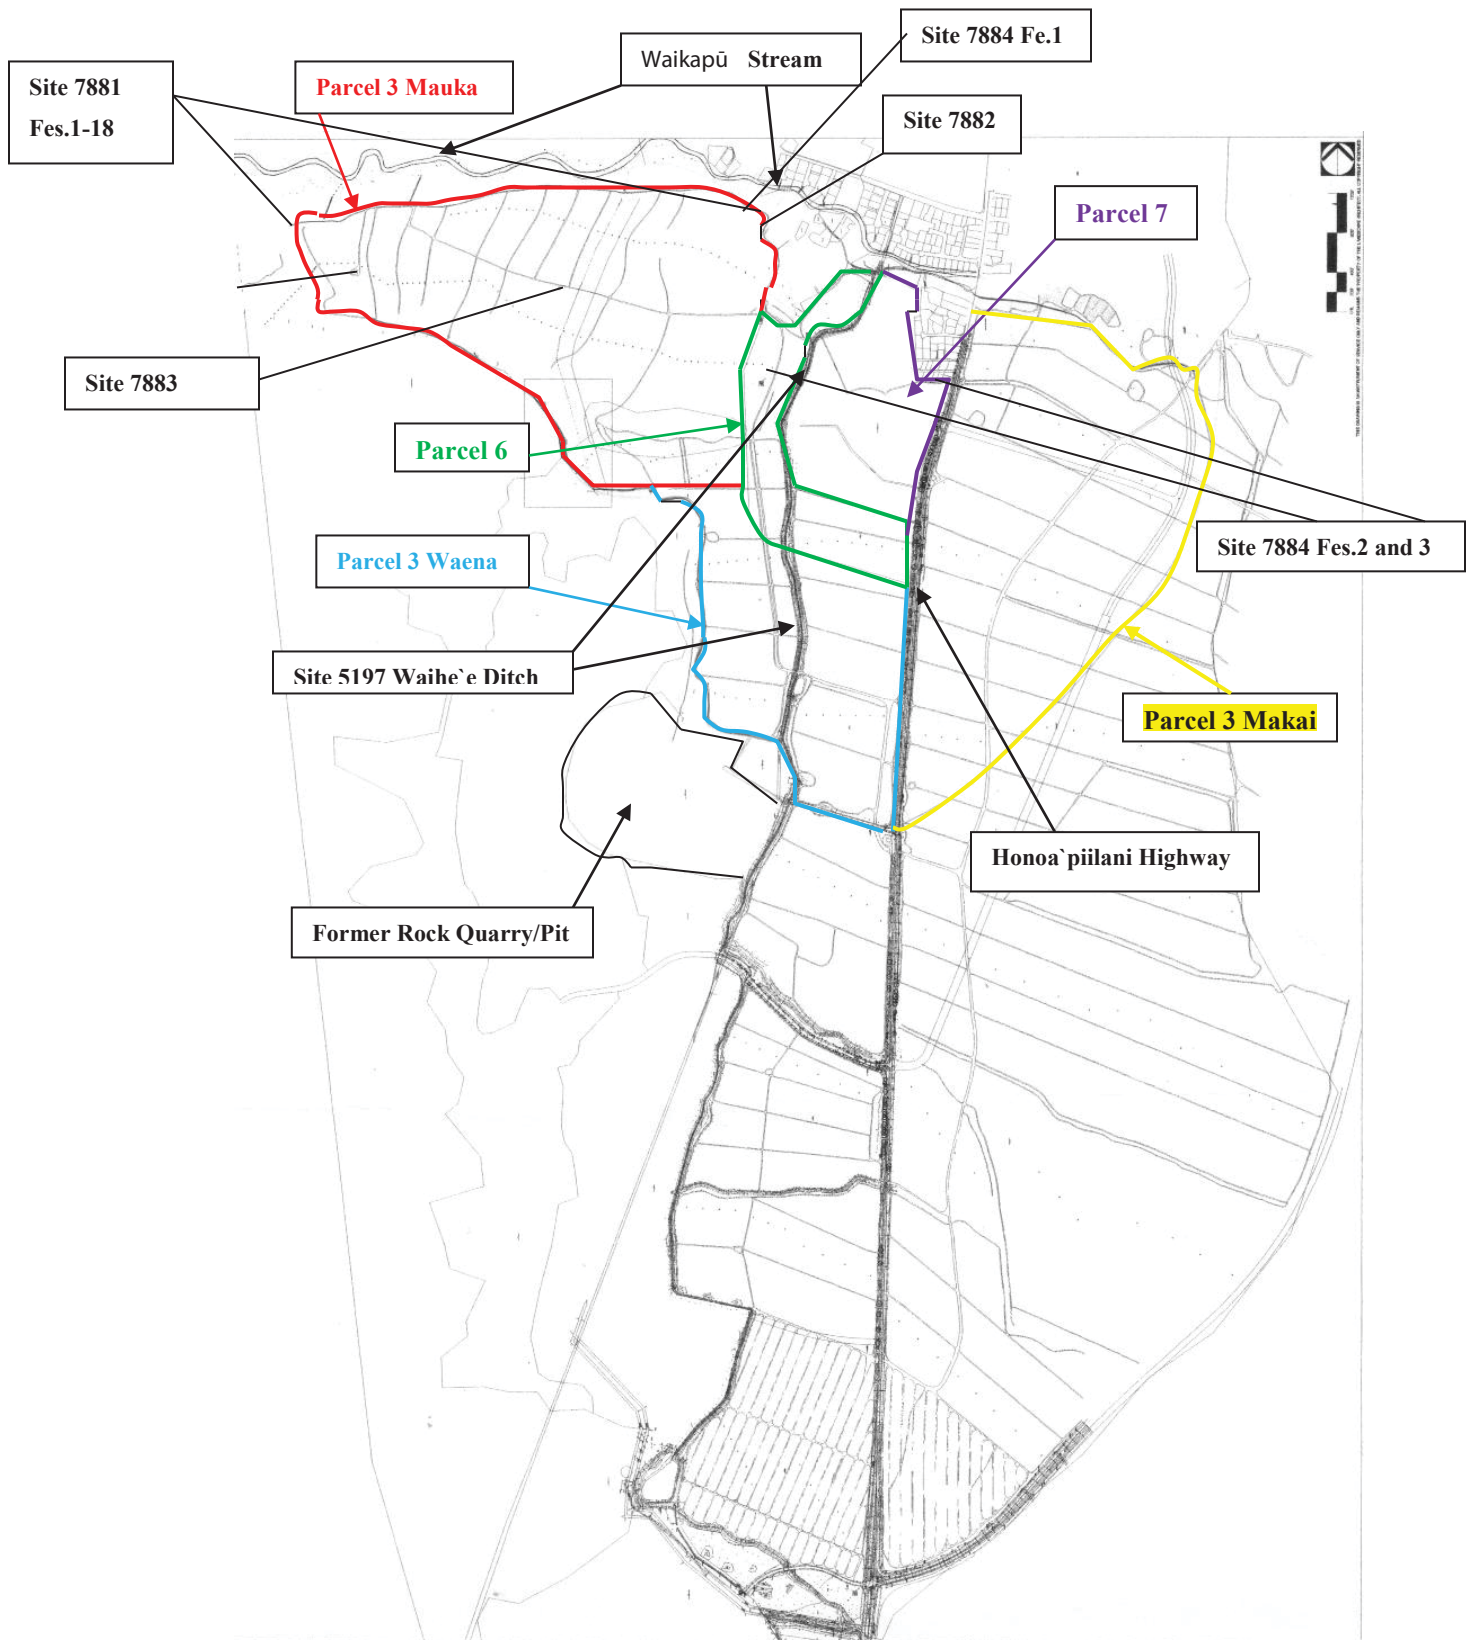 Site 7884 Fe.1
Waikapū Stream
Site 7881
Fes.1-18
Parcel 3 Mauka
Site 7882
Parcel 7
Site 7883
Parcel 6
Site 7884 Fes.2 and 3
Parcel 3 Waena
Site 5197 Waihe`e Ditch
Parcel 3 Makai
Honoa`piilani Highway
Former Rock Quarry/Pit